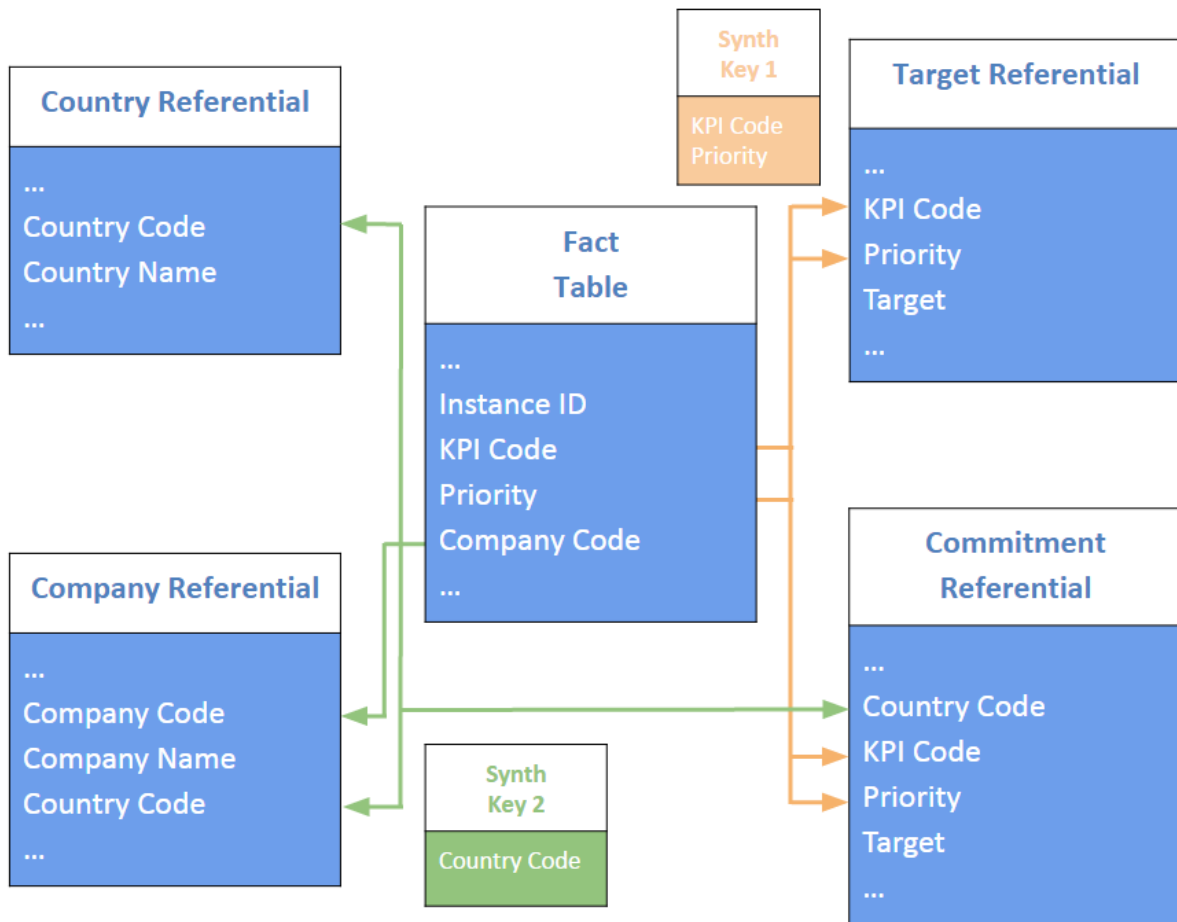 Country Referential
...
Country Code
Country Name
...
Company Referential
...
Company Code
Company Name
Country Code
...
Fact
Table
...
Instance ID
KPI Code
Priority
Company Code
...
Synth
Key 2
Country Code
Synth
Key 1
KPI Code
Priority
Target Referential
...
KPI Code
Priority
Target
...
Commitment
Referential
...
Country Code
KPI Code
Priority
Target
...